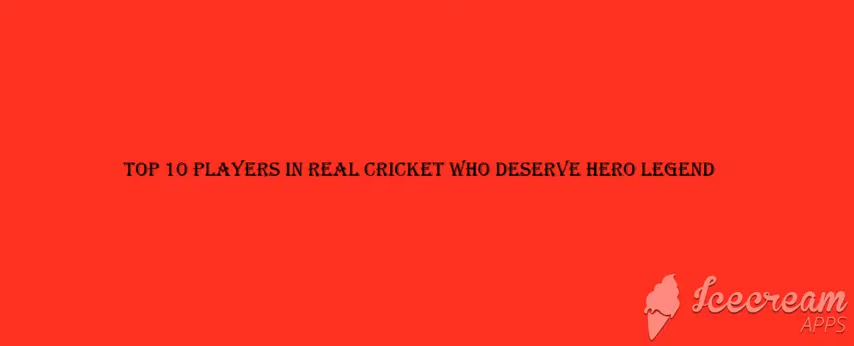 TOP 10 PLAYERS IN REAL CRICKET WHO DESERVE HERO LEGEND
Icecream
APPS